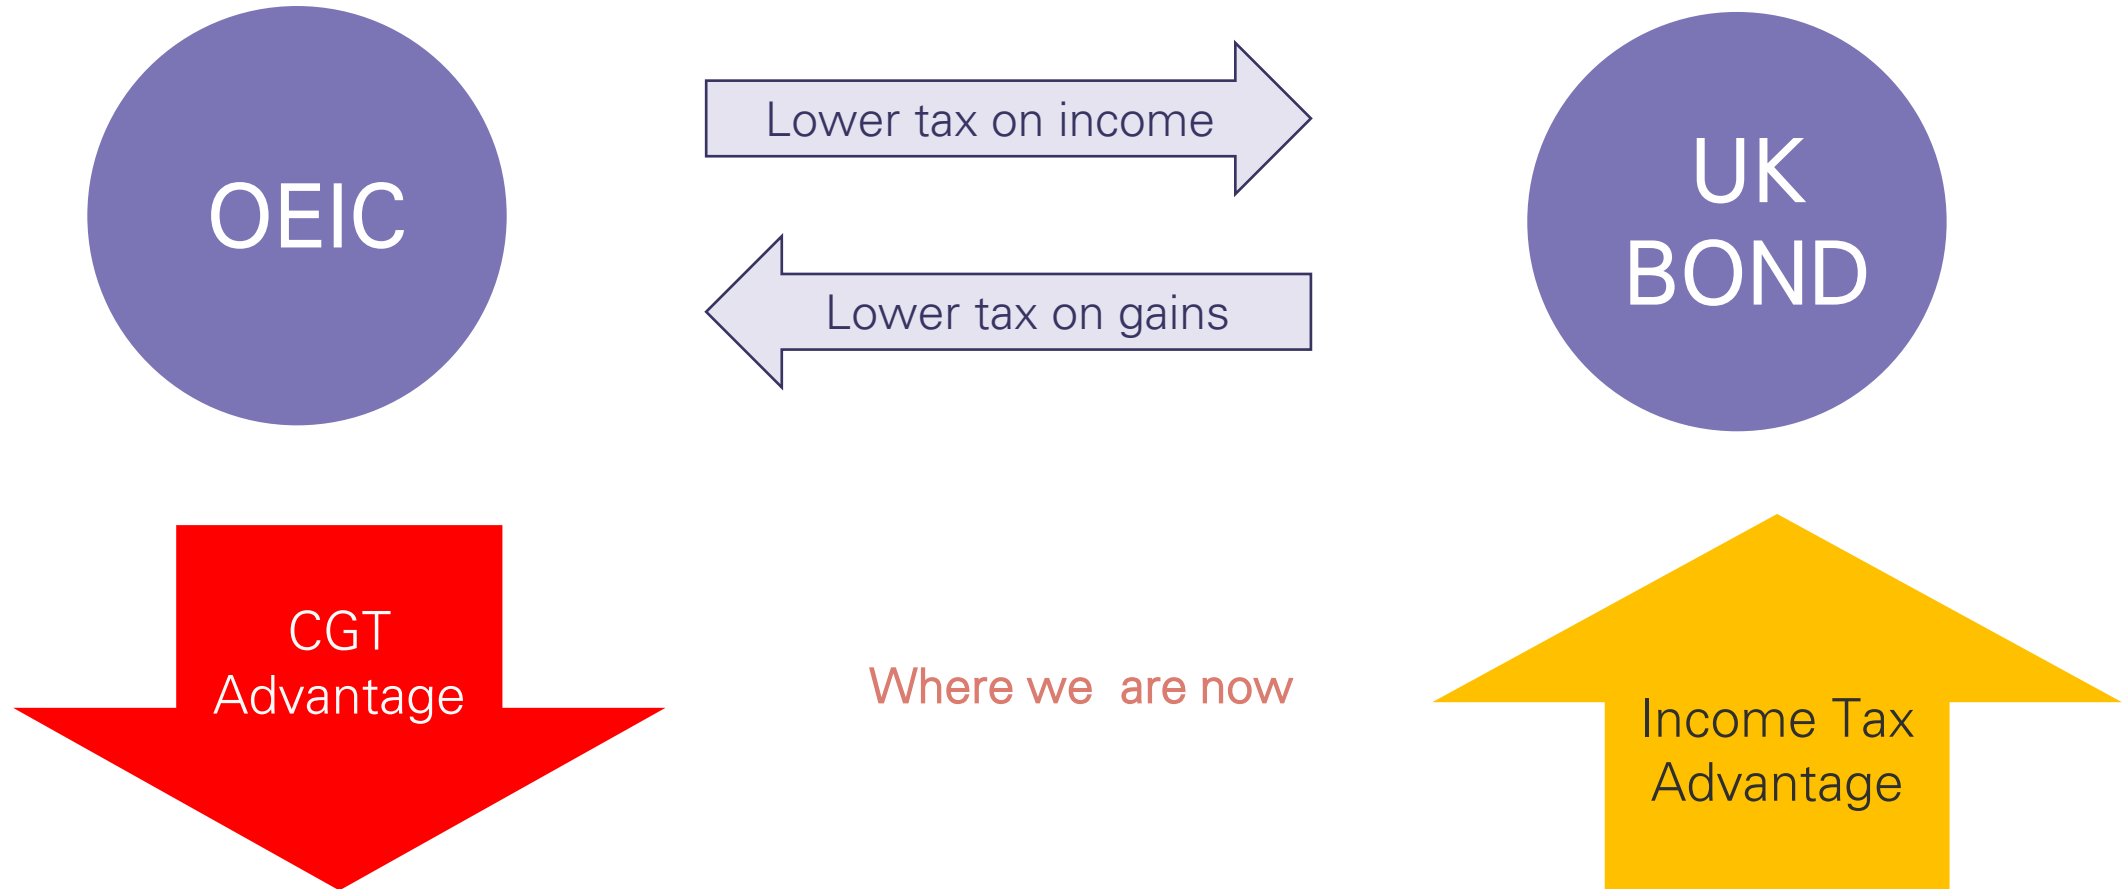 OEIC
Lower tax on income
Lower tax on gains
UK
BOND
CGT
Advantage
Where we  are now
Income Tax
Advantage